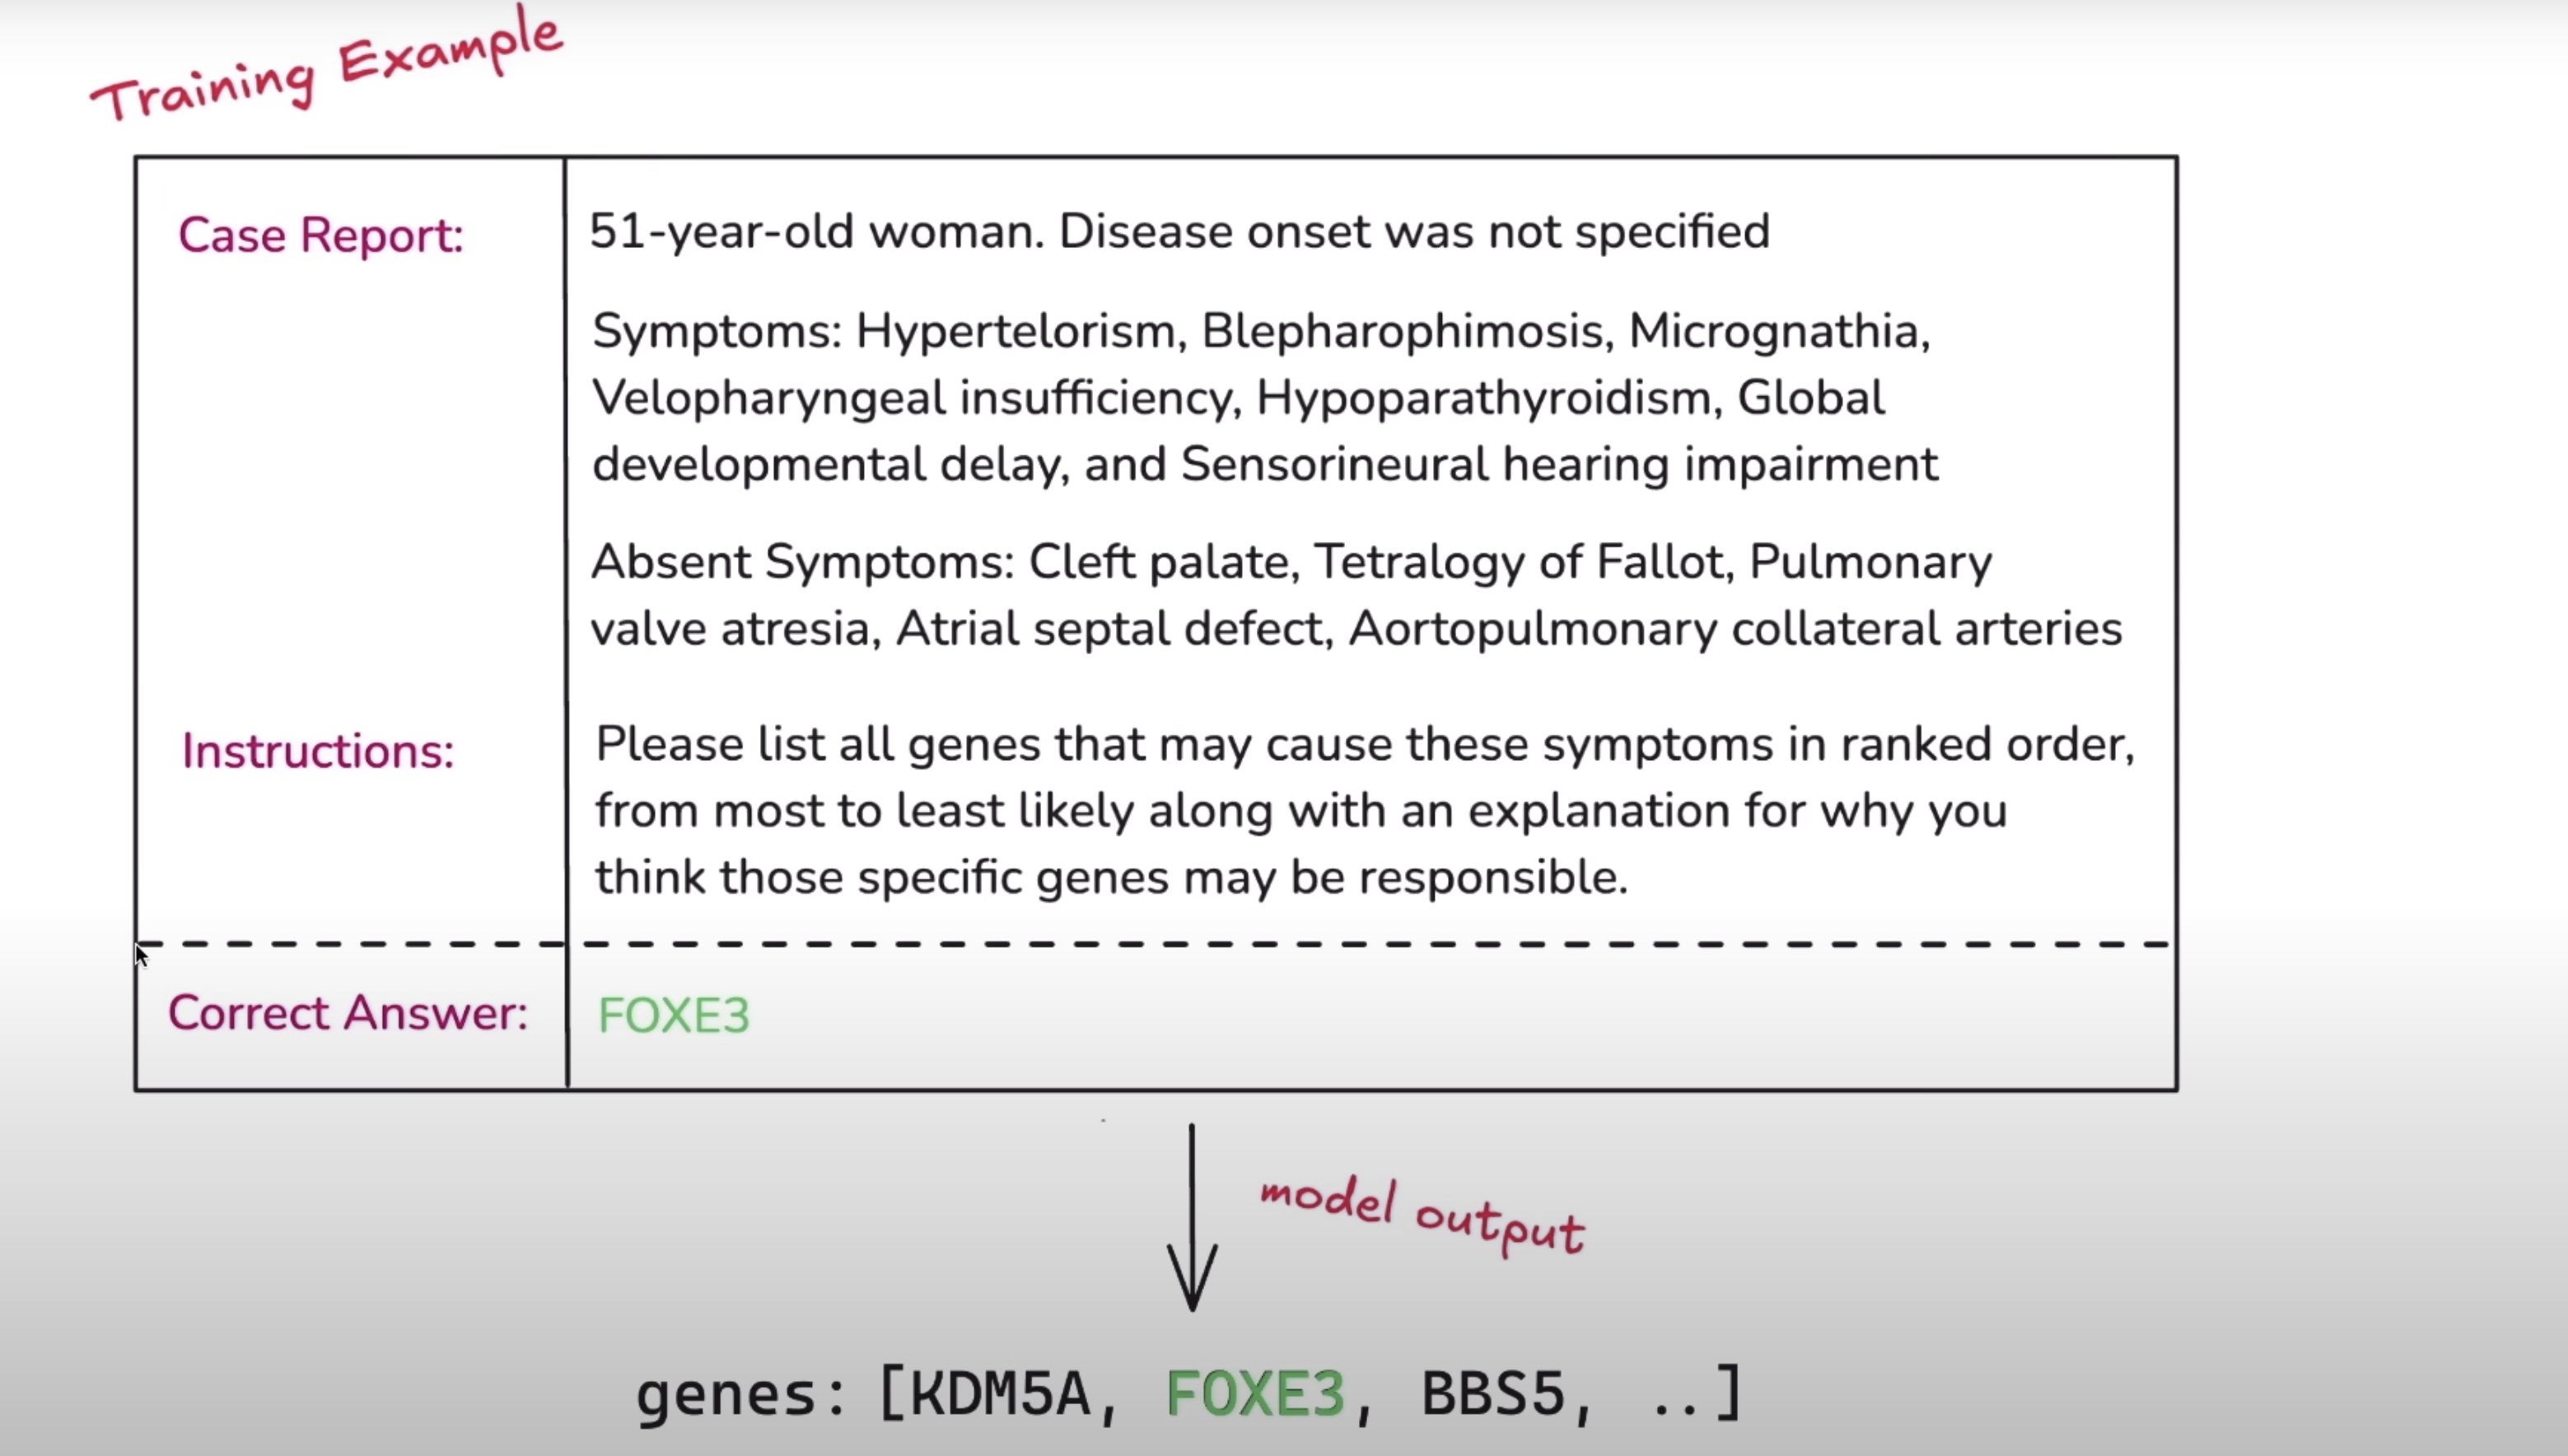 Training Example
Case Report:
51-year-old woman. Disease onset was not specified
Symptoms: Hypertelorism, Blepharophimosis, Micrognathia,
Velopharyngeal insufficiency, Hypoparathyroidism, Global
developmental delay, and Sensorineural hearing impairment
Absent Symptoms: Cleft palate, Tetralogy of Fallot, Pulmonary
valve atresia, Atrial septal defect, Aortopulmonary collateral arteries
Instructions:
Please list all genes that may cause these symptoms in ranked order,
from most to least likely along with an explanation for why you
think those specific genes may be responsible.
Correct Answer:
FOXE3
model output
genes: [KDM5A, FOXE3, BBS5, ..]